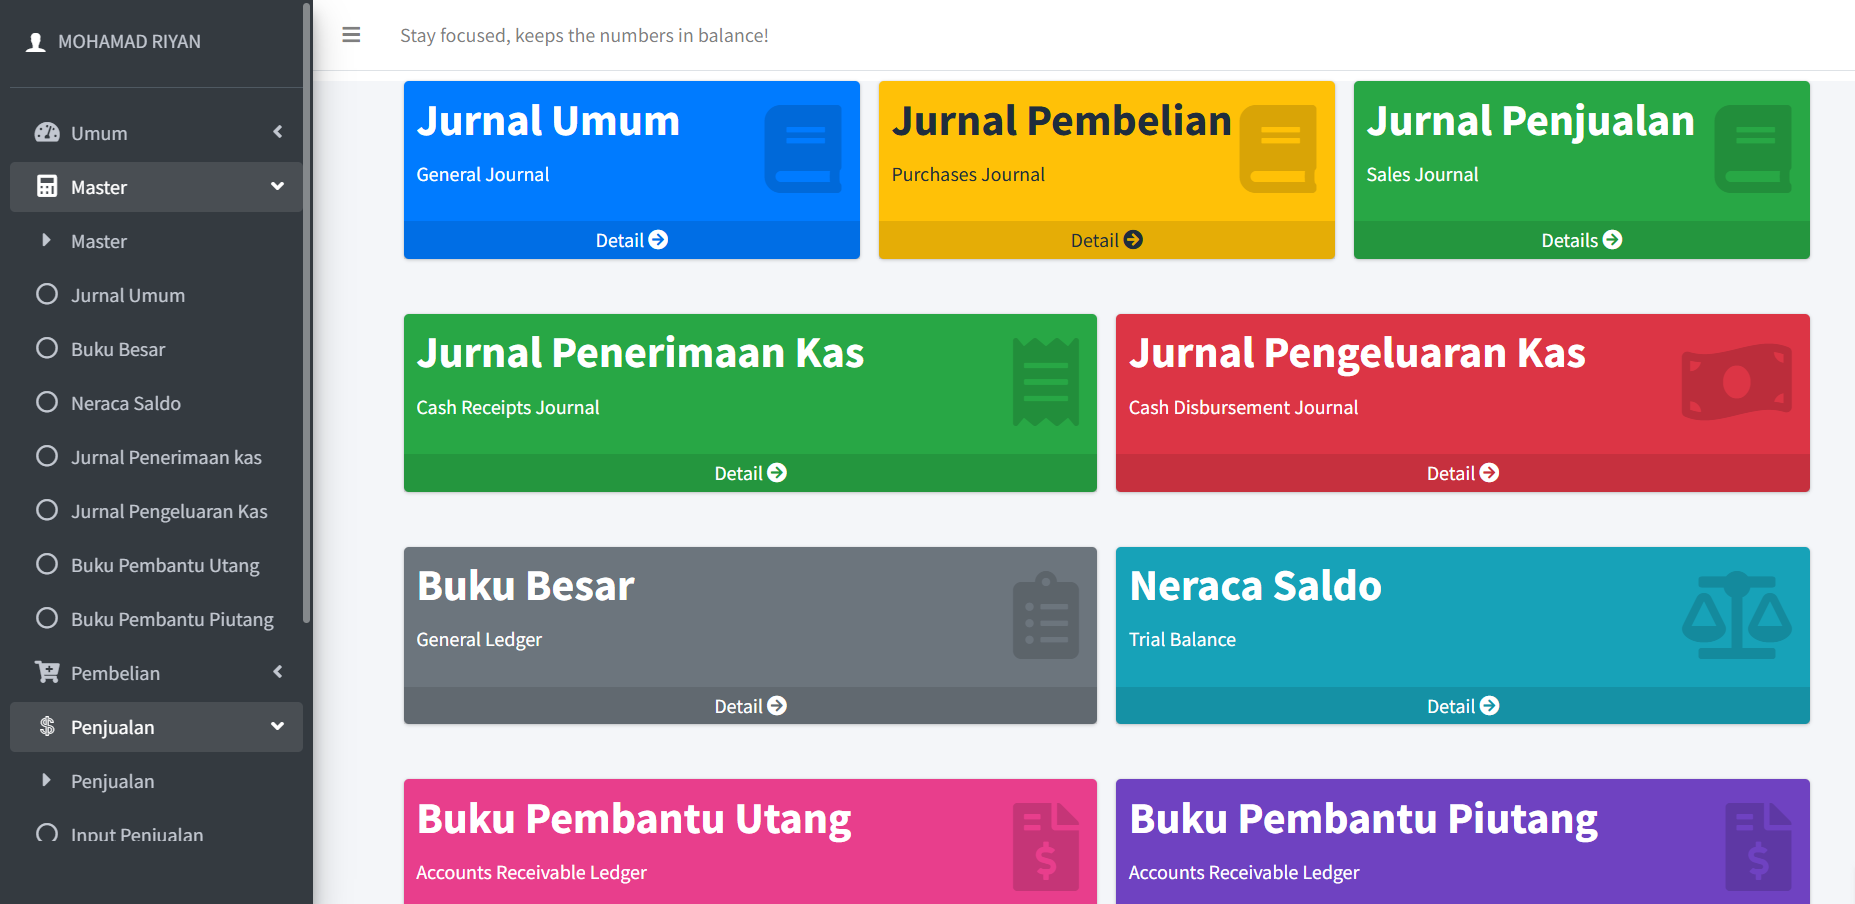 MOHAMAD RIYAN
Umum
Master
Master
Jurnal Umum
Buku Besar
Neraca Saldo
Jurnal Penerimaan kas
Jurnal Pengeluaran Kas
Buku Pembantu Utang
Buku Pembantu Piutang
Pembelian
Penjualan
Penjualan
Input Penjualan
Stay focused, keeps the numbers in balance!
Jurnal Umum
General Journal
Detail
Jurnal Pembelian
Purchases Journal
Detail
Jurnal Penjualan
Sales Journal
Details
Jurnal Penerimaan Kas
Cash Receipts Journal
Detail
Jurnal Pengeluaran Kas
Cash Disbursement Journal
Detail
Buku Besar
General Ledger
Detail
Neraca Saldo
Trial Balance
Detail
Buku Pembantu Utang
Accounts Receivable Ledger
Buku Pembantu Piutang
Accounts Receivable Ledger